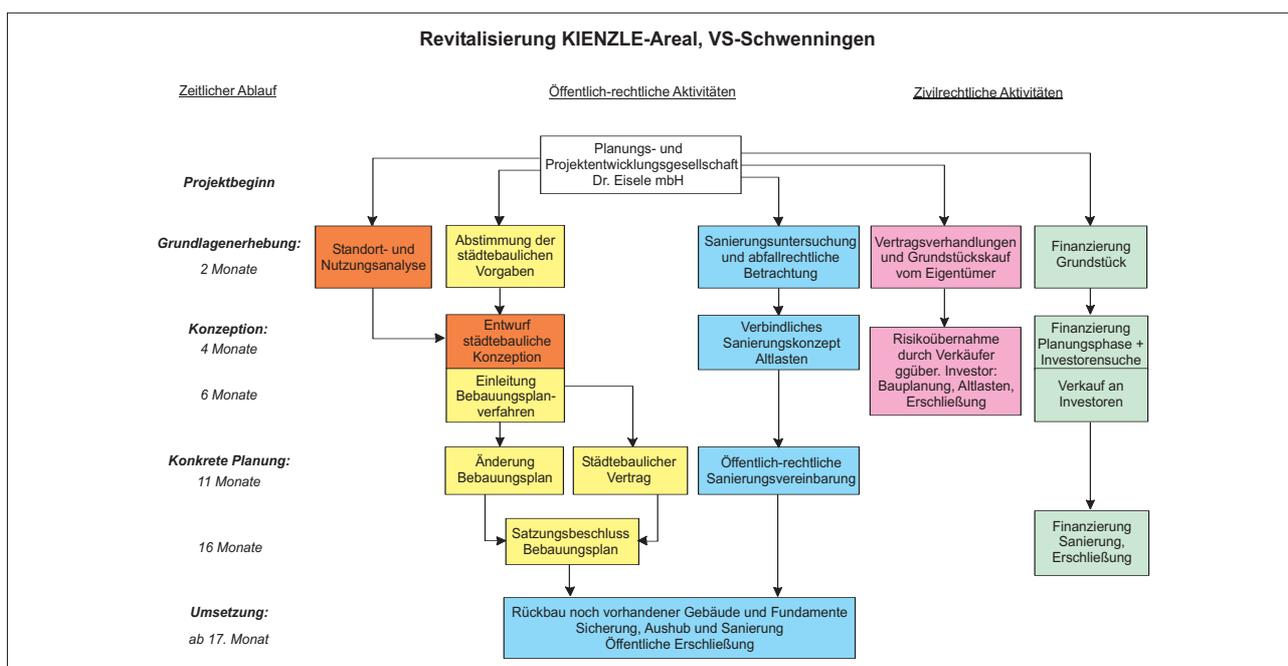 Revitalisierung KIENZLE-Areal, VS-Schwenningen
Zeitlicher Ablauf
Öffentlich-rechtliche Aktivitäten
Zivilrechtliche Aktivitäten
Planungs- und
Projektentwicklungsgesellschaft
Dr. Eisele mbH
Projektbeginn
Grundlagenerhebung:
2 Monate
Standort- und
Nutzungsanalyse
Abstimmung der
städtebaulichen
Vorgaben
Sanierungsuntersuchung
und abfallrechtliche
Betrachtung
Vertragsverhandlungen
und Grundstückskauf
vom Eigentümer
Finanzierung
Grundstück
Konzeption:
4 Monate
Entwurf
städtebauliche
Konzeption
Verbindliches
Sanierungskonzept
Altlasten
Risikoübernahme
durch Verkäufer
ggüber. Investor:
Bauplanung, Altlasten,
Erschließung
Finanzierung
Planungsphase +
Investorensuche
6 Monate
Einleitung
Bebauungsplan-
verfahren
Verkauf an
Investoren
Konkrete Planung:
11 Monate
Änderung
Bebauungsplan
Städtebaulicher
Vertrag
Öffentlich-rechtliche
Sanierungsvereinbarung
16 Monate
Satzungsbeschluss
Bebauungsplan
Finanzierung
Sanierung,
Erschließung
Umsetzung:
ab 17. Monat
Rückbau noch vorhandener Gebäude und Fundamente
Sicherung, Aushub und Sanierung
Öffentliche Erschließung